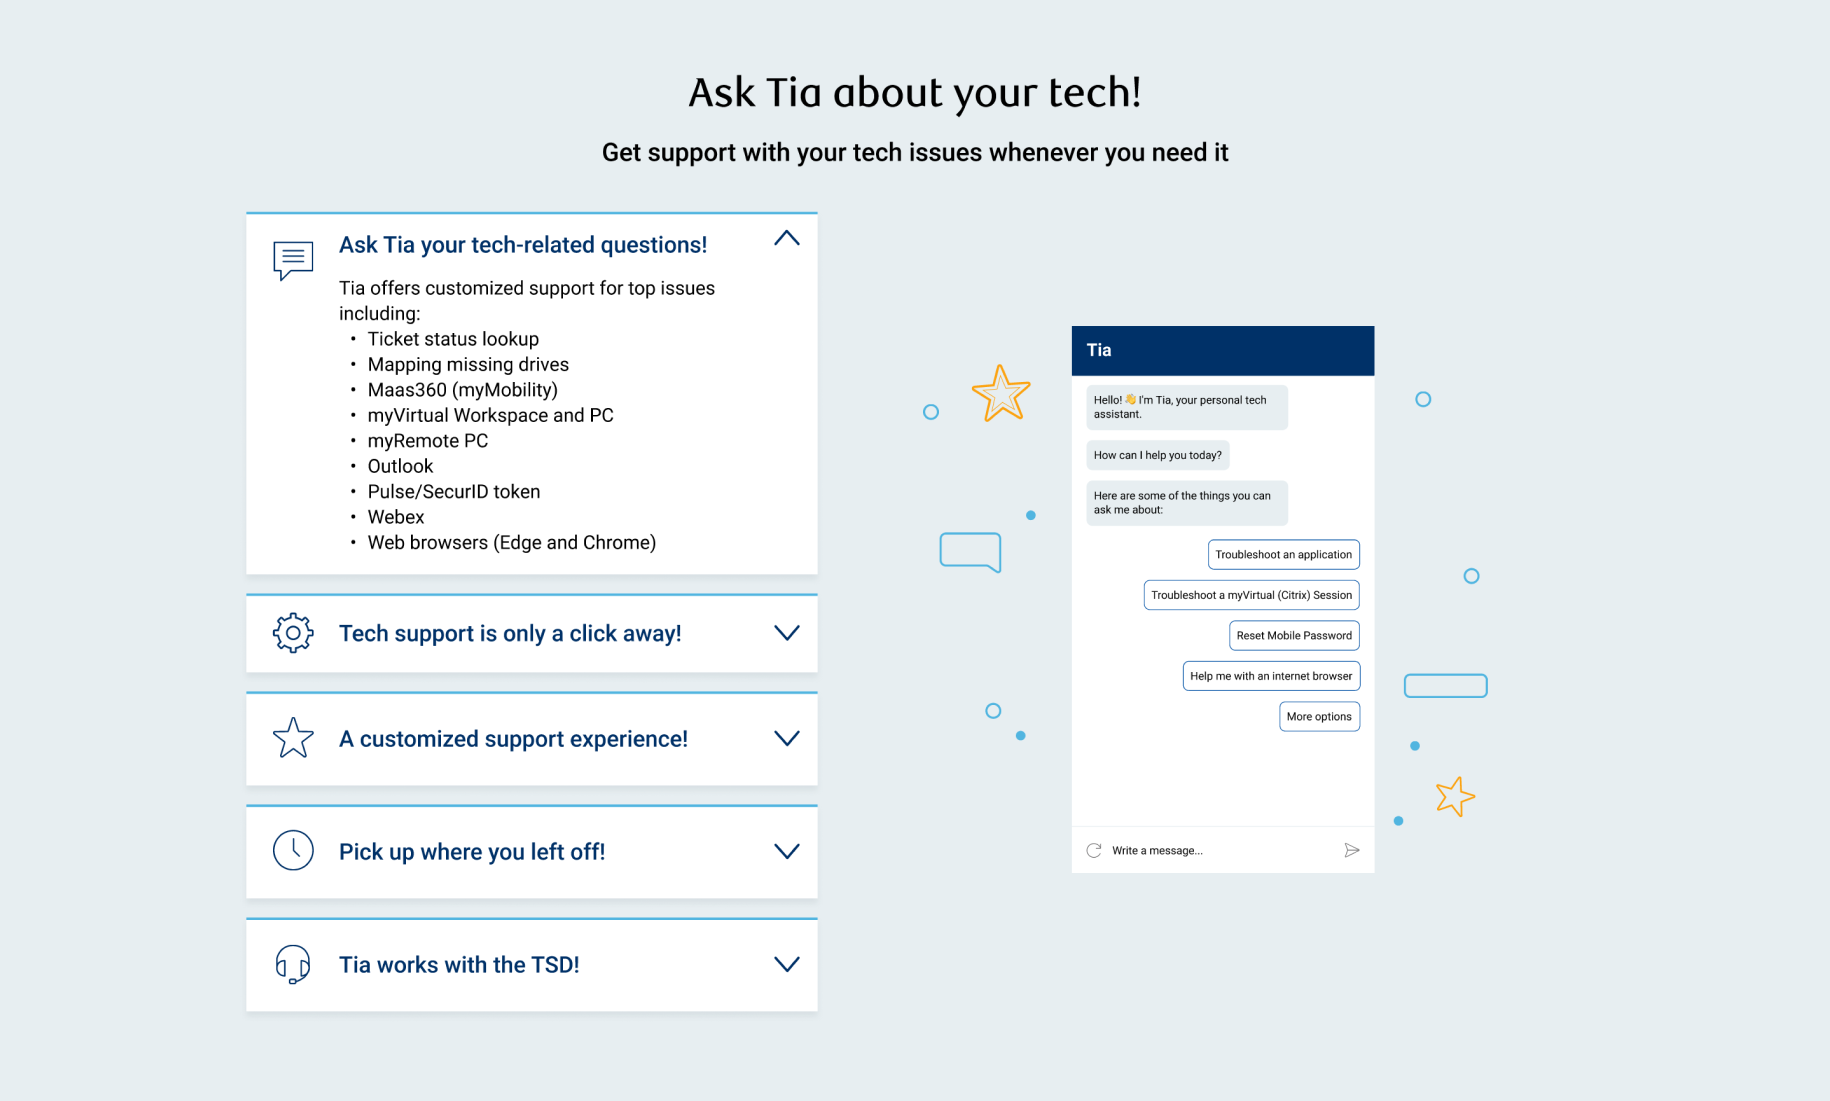 Ask Tia about your tech!
Get support with your tech issues whenever you need it
Ask Tia your tech-related questions!
Tia offers customized support for top issues
including:
• Ticket status lookup
• Mapping missing drives
• Maas360 (myMobility)
• myVirtual Workspace and PC
• myRemote PC
• Outlook
• Pulse/SecurID token
• Webex
• Web browsers (Edge and Chrome)
Tech support is only a click away!
A customized support experience!
Pick up where you left off!
Tia works with the TSD!
Tia
Hello! 👋 I'm Tia, your personal tech
assistant.
How can I help you today?
Here are some of the things you can
ask me about:
Troubleshoot an application
Troubleshoot a myVirtual (Citrix) Session
Reset Mobile Password
Help me with an internet browser
More options
Write a message...